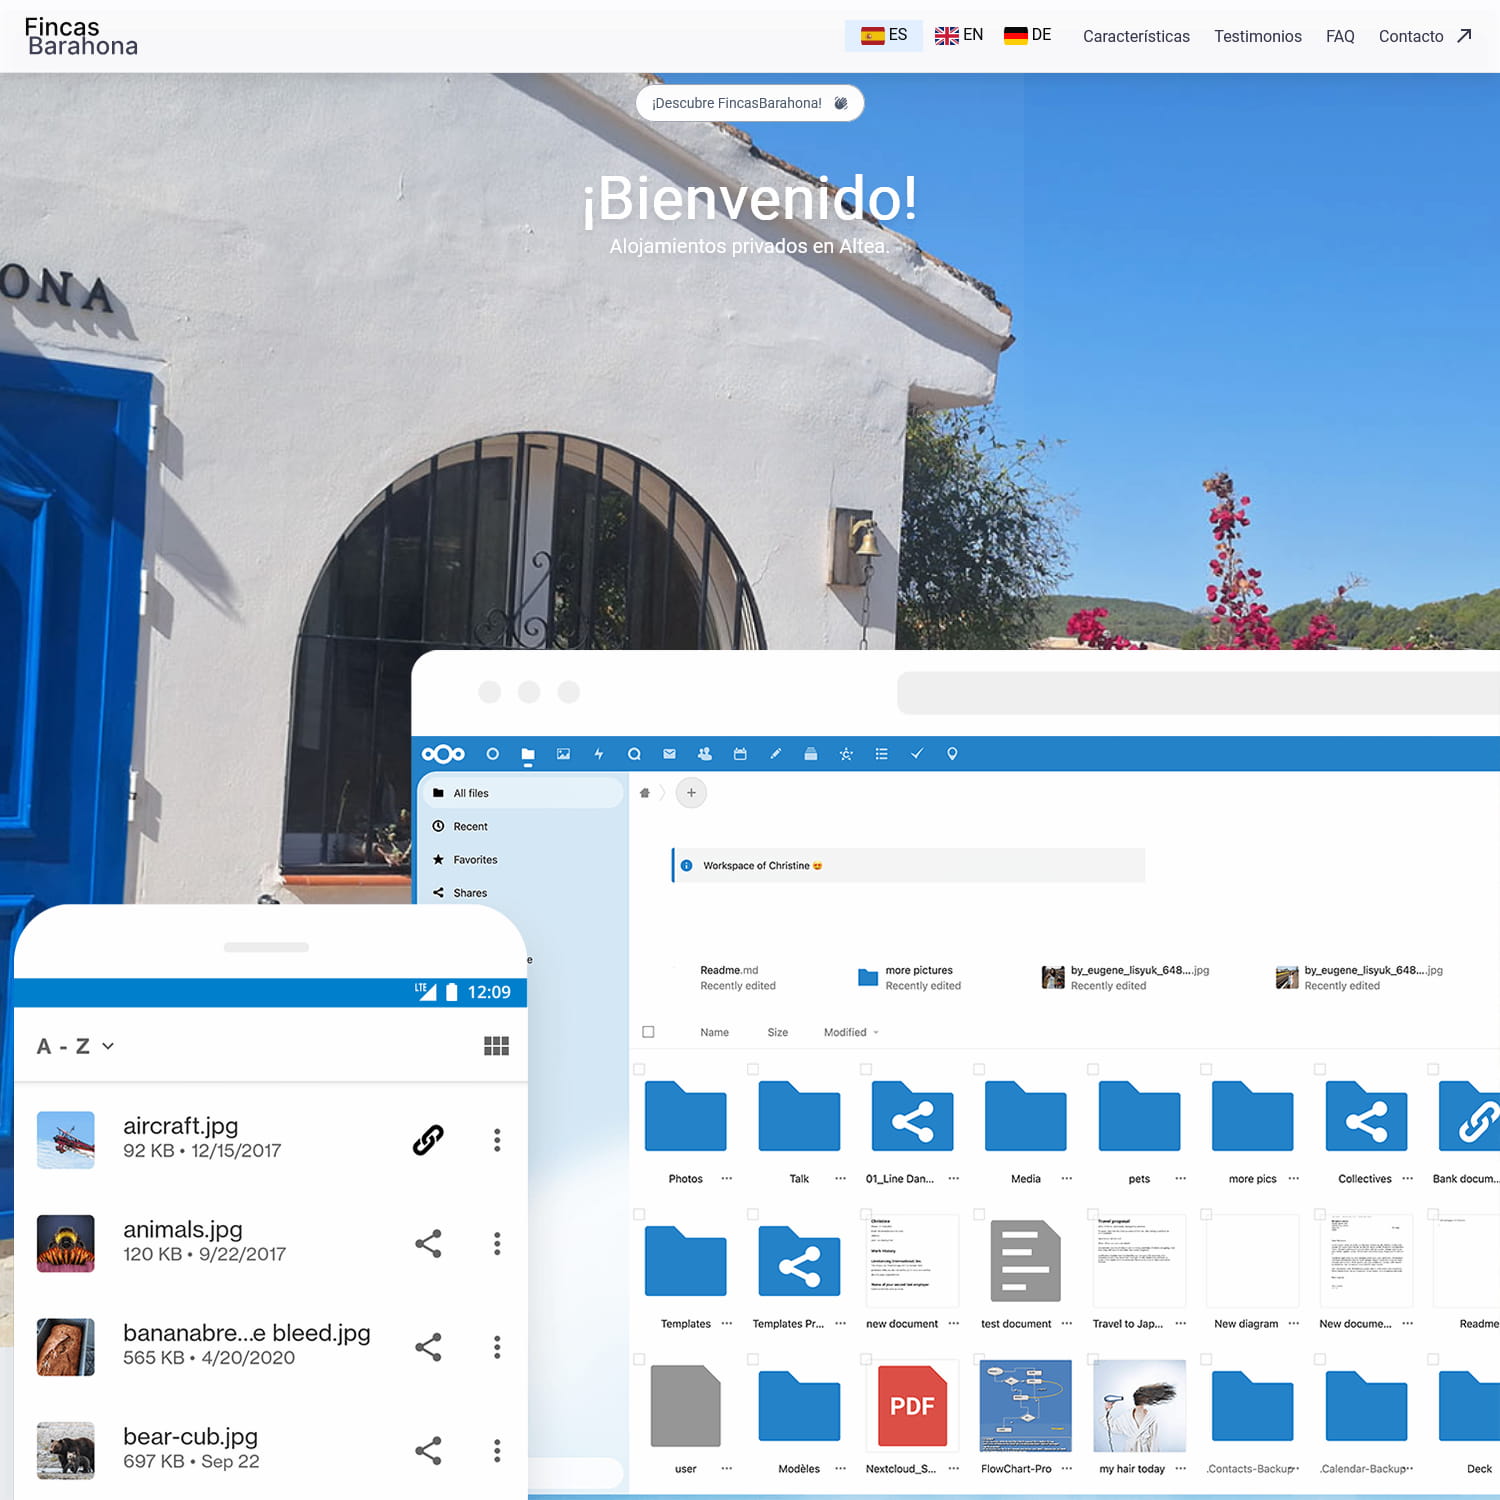 Fincas
Barahona
ES
EN
DE
Características
Testimonios
FAQ
Contacto
¡Descubre FincasBarahona!
¡Bienvenido!
Alojamientos privados en Altea.
ONA
All files
Recent
Favorites
Shares
e
Workspace of Christine
Readme.md
Recently edited
more pictures
Recently edited
by_eugene_lisyuk_648....jpg
Recently edited
by_eugene_lisyuk_648....jpg
Recently edited
Name
Size
Modified
Photos
Talk
01_Line Dan...
Media
pets
more pics
Collectives
Bank docum...
Templates
Templates Pr...
new document
test document
Travel to Jap...
New diagram
New docume...
Readme
PDF
user
Modèles
Nextcloud_S...
FlowChart-Pro
my hair today
.Contacts-Backup
.Calendar-Backup
Deck
LTE
12:09
A - Z
aircraft.jpg
92 KB • 12/15/2017
animals.jpg
120 KB • 9/22/2017
bananabre...e bleed.jpg
565 KB • 4/20/2020
bear-cub.jpg
697 KB • Sep 22